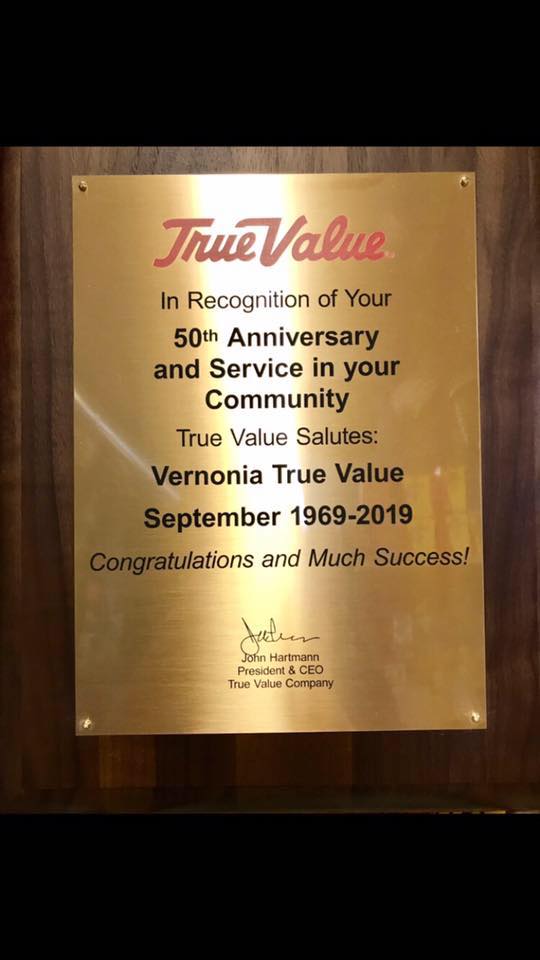 True Value
In Recognition of Your
50th Anniversary
and Service in your
Community
True Value Salutes:
Vernonia True Value
September 1969-2019
Congratulations and Much Success!
John Hartmann
President & CEO
True Value Company